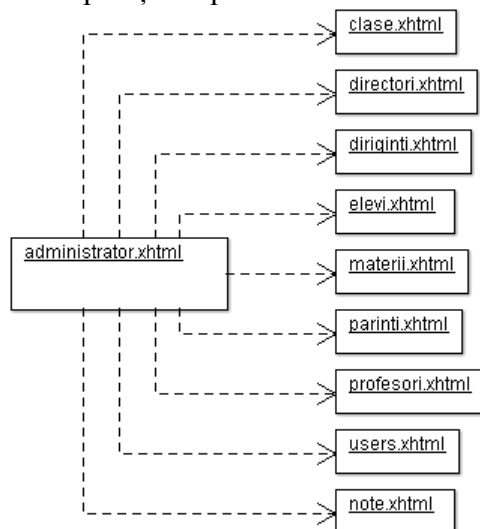 clase.xhtml
directori.xhtml
diriginti.xhtml
elevi.xhtml
administrator.xhtml
materii.xhtml
parinti.xhtml
profesori.xhtml
users.xhtml
note.xhtml